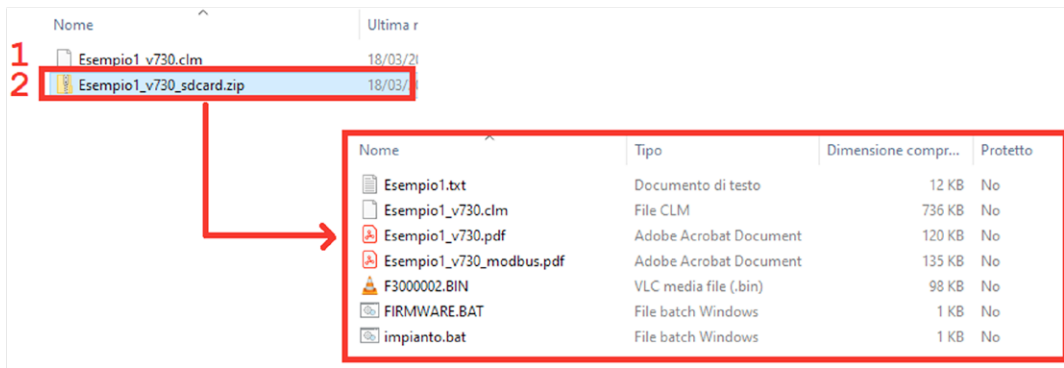 Nome Ultima r
1 Esempio1_v730.clm 18/03/2
2 Esempio1_v730_sdcard.zip 18/03/
Nome Tipo Dimensione compr... Protetto
Esempio1.txt Documento di testo 12 KB No
Esempio1_v730.clm File CLM 736 KB No
Esempio1_v730.pdf Adobe Acrobat Document 120 KB No
Esempio1_v730_modbus.pdf Adobe Acrobat Document 135 KB No
F3000002.BIN VLC media file (.bin) 98 KB No
FIRMWARE.BAT File batch Windows 1 KB No
impianto.bat File batch Windows 1 KB No